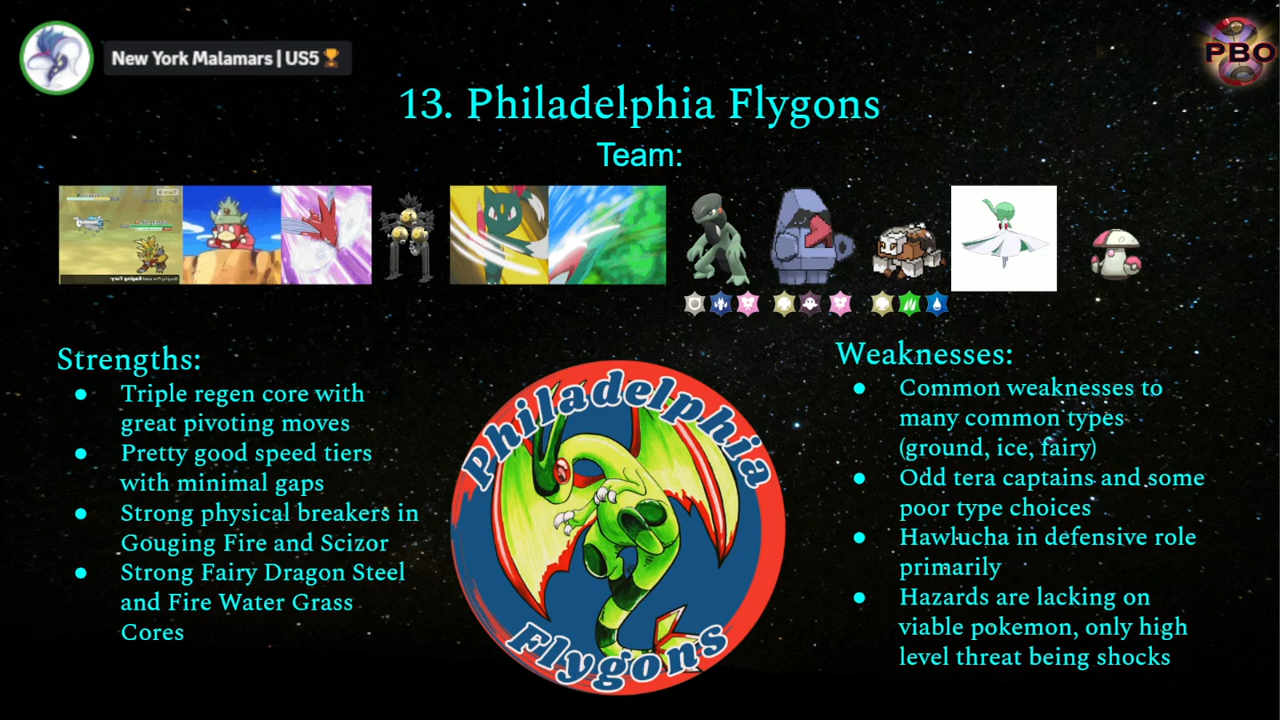 New York Malamars | US5 🏆
PBO
13. Philadelphia Flygons
Team:
Strengths:
● Triple regen core with
great pivoting moves
● Pretty good speed tiers
with minimal gaps
● Strong physical breakers in
Gouging Fire and Scizor
● Strong Fairy Dragon Steel
and Fire Water Grass
Cores
Philadelphia
Flygons
Weaknesses:
● Common weaknesses to
many common types
(ground, ice, fairy)
● Odd tera captains and some
poor type choices
● Hawlucha in defensive role
primarily
● Hazards are lacking on
viable pokemon, only high
level threat being shocks